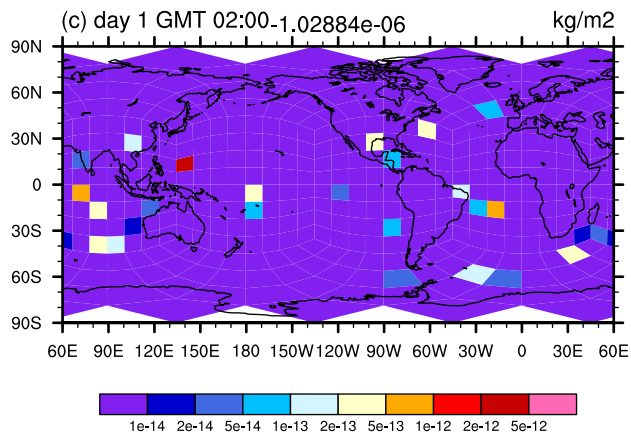 (c) day 1 GMT 02:00 -1.02884e-06 kg/m2
90N
60N
30N
0
30S
60S
90S
60E 90E 120E 150E 180 150W 120W 90W 60W 30W 0 30E 60E
1e-14 2e-14 5e-14 1e-13 2e-13 5e-13 1e-12 2e-12 5e-12